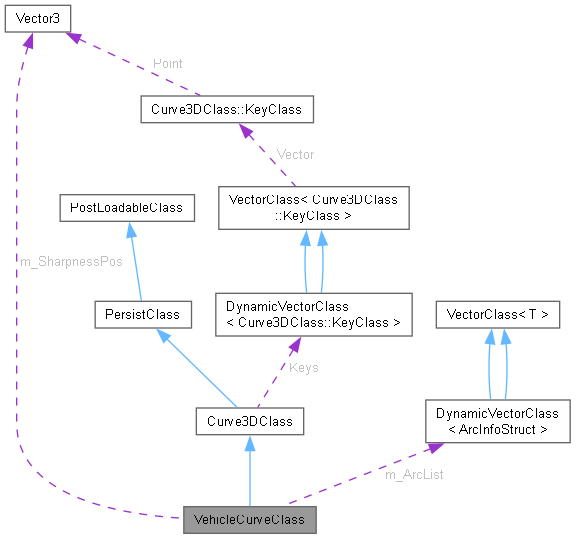 Vector3
Point
Curve3DClass::KeyClass
Vector
PostLoadableClass
VectorClass< Curve3DClass
::KeyClass >
m_SharpnessPos
PersistClass
DynamicVectorClass
< Curve3DClass::KeyClass >
VectorClass< T >
Keys
Curve3DClass
DynamicVectorClass
< ArcInfoStruct >
m_ArcList
VehicleCurveClass